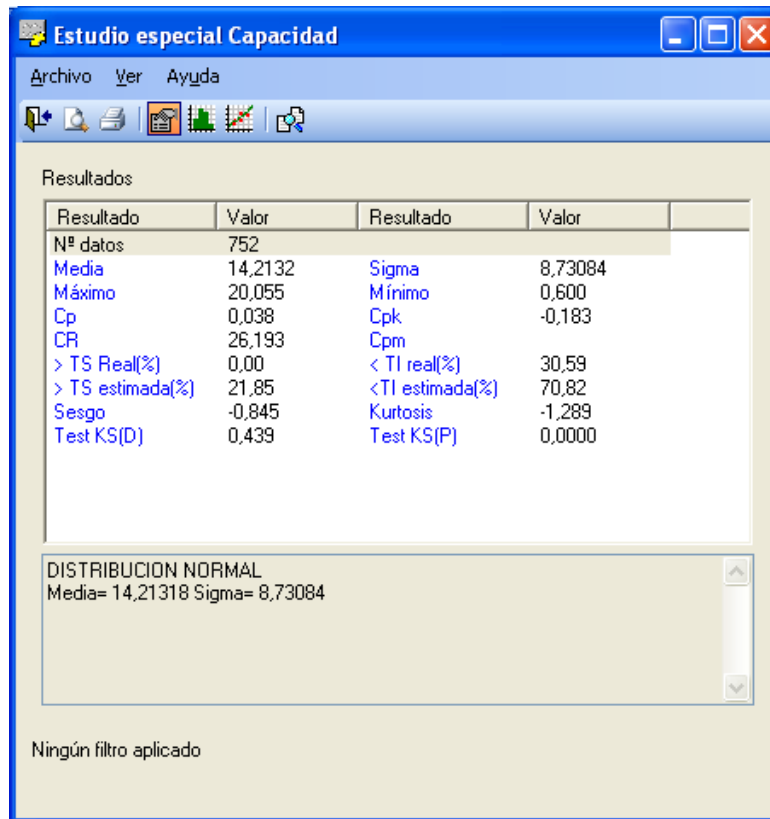 Estudio especial Capacidad
Archivo Ver Ayuda
Resultados
Resultado Valor Resultado Valor
Nº datos 752
Media 14,2132 Sigma 8,73084
Máximo 20,055 Mínimo 0,600
Cp 0,038 Cpk -0,183
CR 26,193 Cpm
> TS Real(%) 0,00 < TI real(%) 30,59
> TS estimada(%) 21,85 <TI estimada(%) 70,82
Sesgo -0,845 Kurtosis -1,289
Test KS(D) 0,439 Test KS(P) 0,0000
DISTRIBUCION NORMAL
Media= 14,21318 Sigma= 8,73084
Ningún filtro aplicado